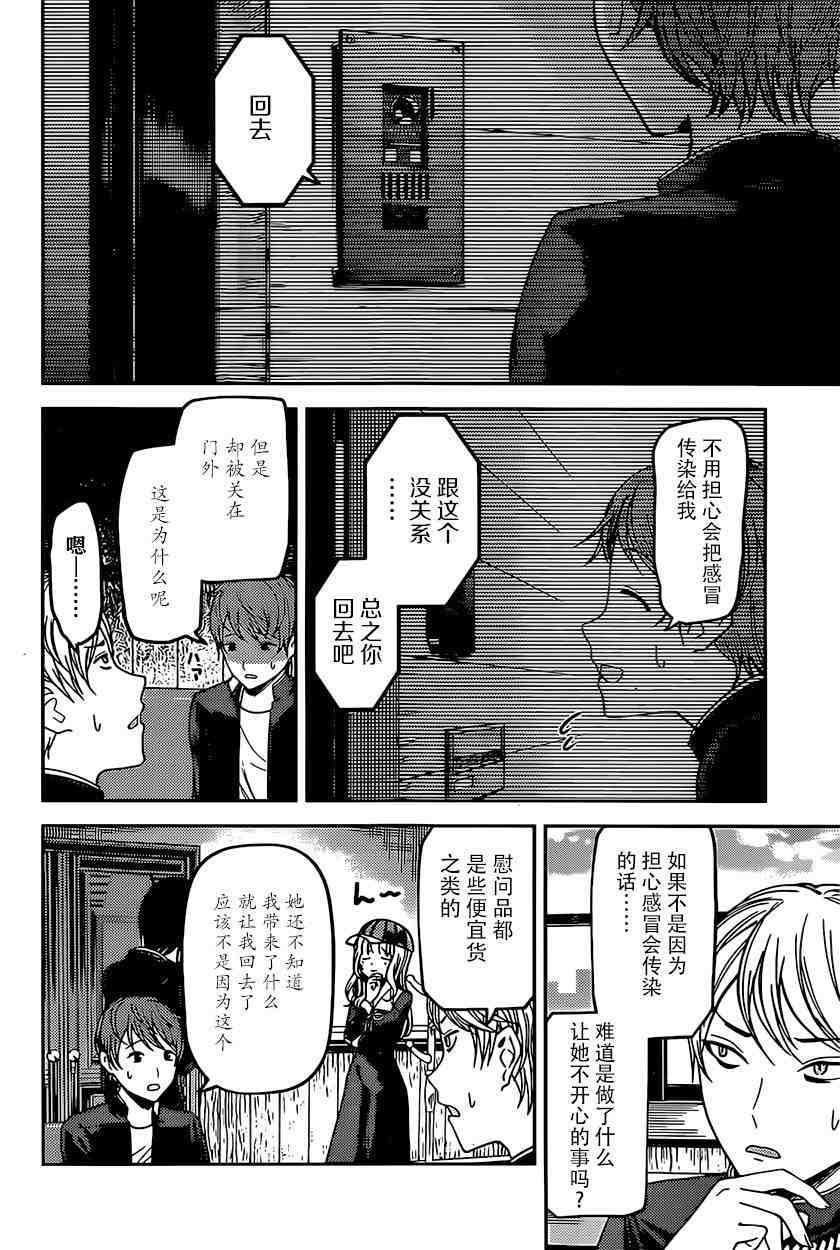 回去
不用担心会把感冒
传染给我
跟这个
没关系
……
总之你
回去吧
但是
却被关在
门外
这是为什么呢
嗯—……
如果不是因为
担心感冒会传染
的话……
难道是做了什么
让她不开心的事吗?
慰问品都
是些便宜货
之类的
她还不知道
我带来了什么
就让我回去了
应该不是因为这个
んー